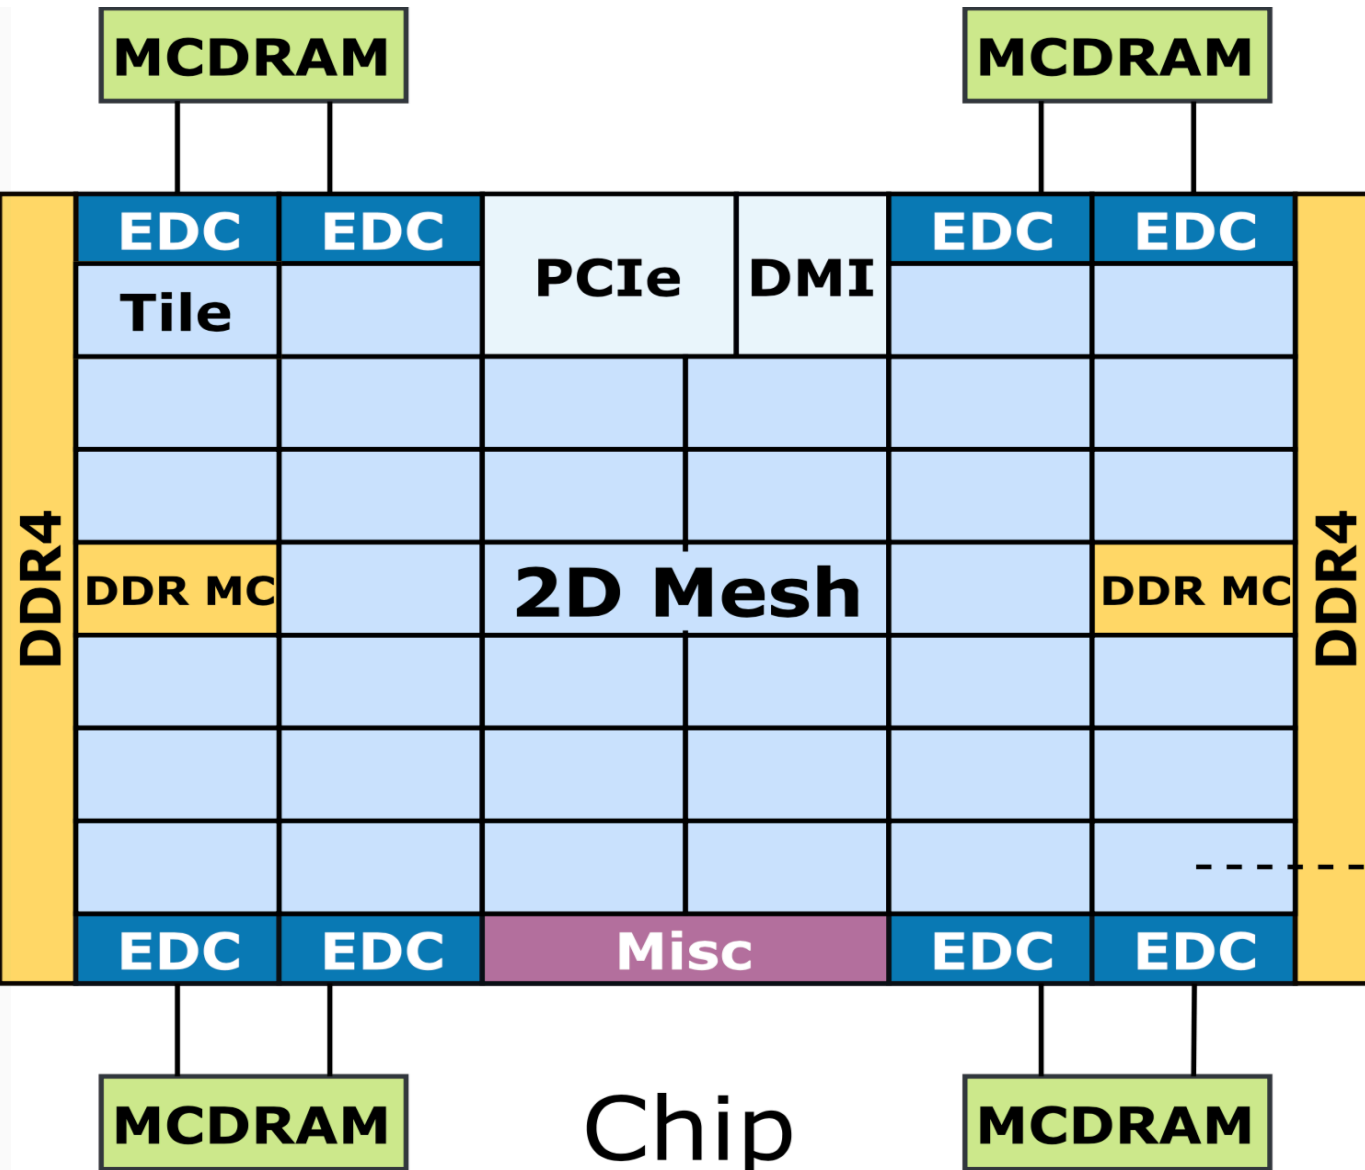 MCDRAM MCDRAM
EDC EDC EDC EDC
PCIe DMI
Tile
DDR4 DDR4
DDR MC 2D Mesh DDR MC
EDC EDC Misc EDC EDC
MCDRAM MCDRAM
Chip